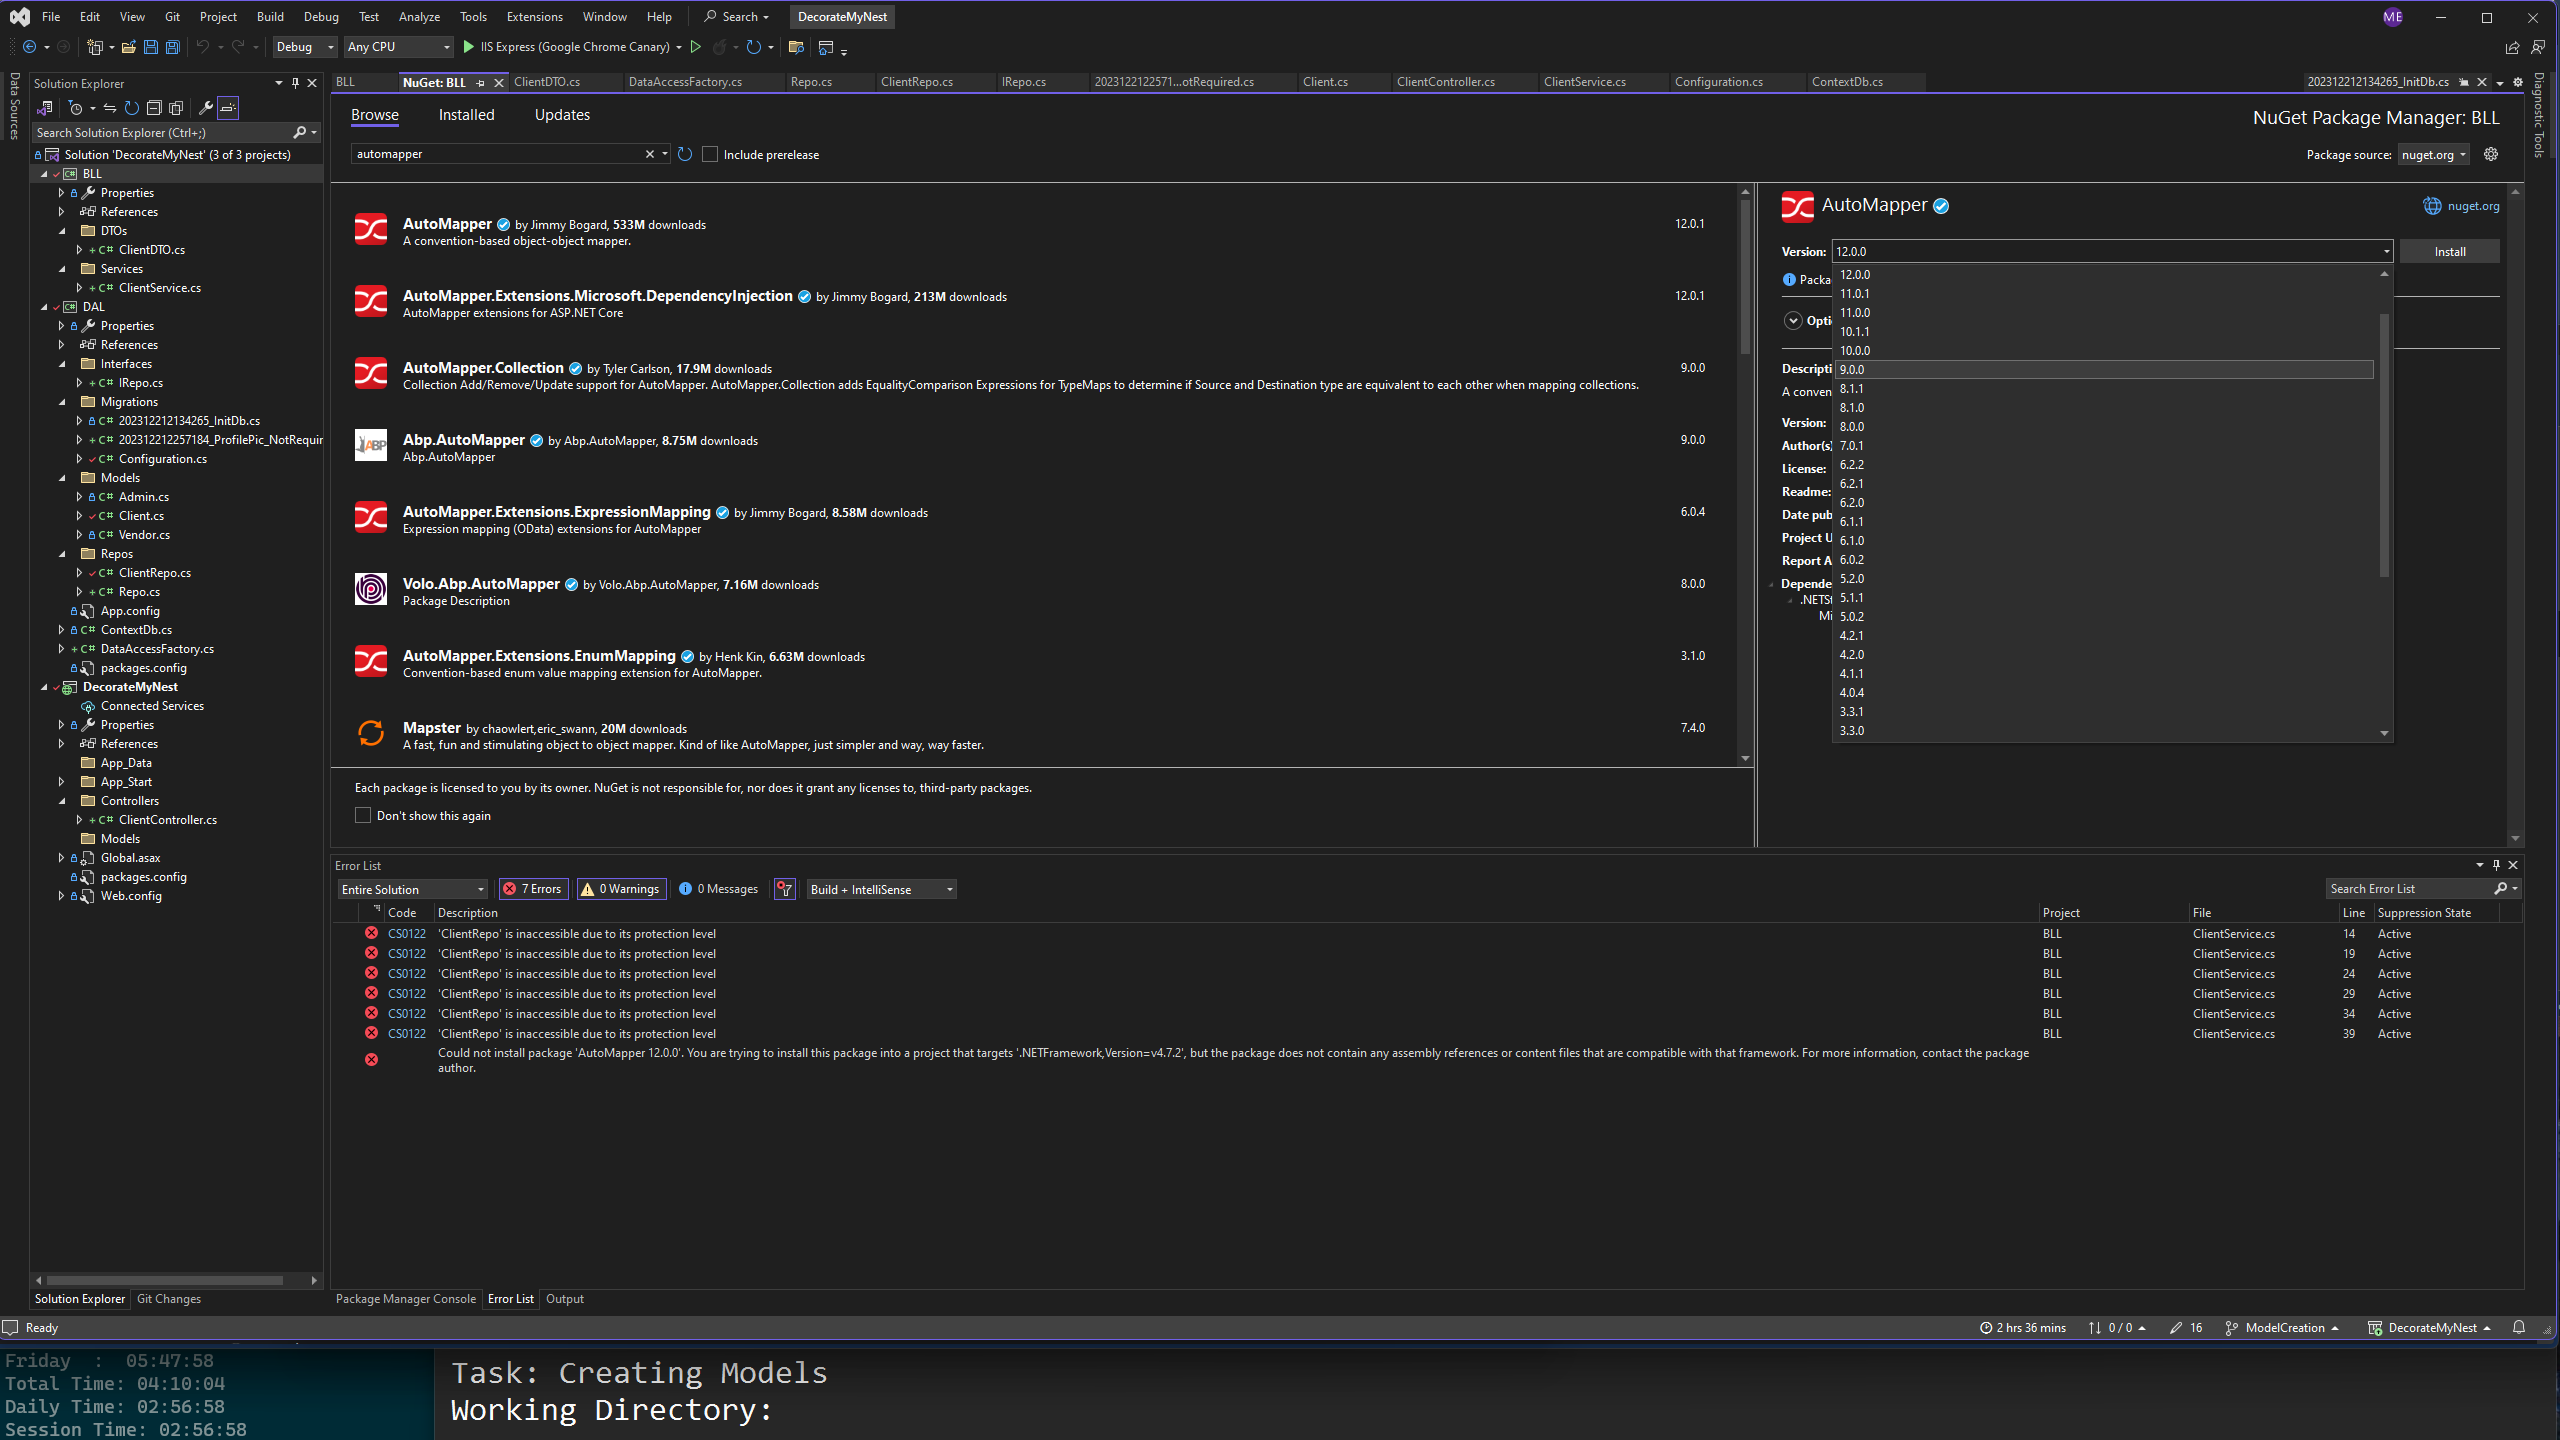 File Edit View Git Project Build Debug Test Analyze Tools Extensions Window Help Search DecorateMyNest ME
Debug Any CPU IIS Express (Google Chrome Canary)
Data Sources
Solution Explorer
Search Solution Explorer (Ctrl+;)
Solution 'DecorateMyNest' (3 of 3 projects)
BLL
Properties
References
DTOs
C# ClientDTO.cs
Services
C# ClientService.cs
DAL
Properties
References
Interfaces
C# IRepo.cs
Migrations
C# 202312212134265_InitDb.cs
C# 202312212257184_ProfilePic_NotRequir
C# Configuration.cs
Models
C# Admin.cs
C# Client.cs
C# Vendor.cs
Repos
C# ClientRepo.cs
C# Repo.cs
App.config
C# ContextDb.cs
C# DataAccessFactory.cs
packages.config
DecorateMyNest
Connected Services
Properties
References
App_Data
App_Start
Controllers
C# ClientController.cs
Models
Global.asax
packages.config
Web.config
Solution Explorer Git Changes
BLL NuGet: BLL ClientDTO.cs DataAccessFactory.cs Repo.cs ClientRepo.cs IRepo.cs 2023122122571...otRequired.cs Client.cs ClientController.cs ClientService.cs Configuration.cs ContextDb.cs 202312212134265_InitDb.cs
Diagnostic Tools
Browse Installed Updates NuGet Package Manager: BLL
automapper Include prerelease Package source: nuget.org
AutoMapper by Jimmy Bogard, 533M downloads 12.0.1
A convention-based object-object mapper.
AutoMapper.Extensions.Microsoft.DependencyInjection by Jimmy Bogard, 213M downloads 12.0.1
AutoMapper extensions for ASP.NET Core
AutoMapper.Collection by Tyler Carlson, 17.9M downloads 9.0.0
Collection Add/Remove/Update support for AutoMapper. AutoMapper.Collection adds EqualityComparison Expressions for TypeMaps to determine if Source and Destination type are equivalent to each other when mapping collections.
Abp.AutoMapper by Abp.AutoMapper, 8.75M downloads 9.0.0
Abp.AutoMapper
AutoMapper.Extensions.ExpressionMapping by Jimmy Bogard, 8.58M downloads 6.0.4
Expression mapping (OData) extensions for AutoMapper
Volo.Abp.AutoMapper by Volo.Abp.AutoMapper, 7.16M downloads 8.0.0
Package Description
AutoMapper.Extensions.EnumMapping by Henk Kin, 6.63M downloads 3.1.0
Convention-based enum value mapping extension for AutoMapper.
Mapster by chaowlert,eric_swann, 20M downloads 7.4.0
A fast, fun and stimulating object to object mapper. Kind of like AutoMapper, just simpler and way, way faster.
Each package is licensed to you by its owner. NuGet is not responsible for, nor does it grant any licenses to, third-party packages.
Don't show this again
AutoMapper nuget.org
Version: 12.0.0 Install
Packa
Opti
Descripti
A conven
Version:
Author(s)
License:
Readme:
Date pub
Project U
Report A
Depende
.NETSt
Mi
12.0.0
11.0.1
11.0.0
10.1.1
10.0.0
9.0.0
8.1.1
8.1.0
8.0.0
7.0.1
6.2.2
6.2.1
6.2.0
6.1.1
6.1.0
6.0.2
5.2.0
5.1.1
5.0.2
4.2.1
4.2.0
4.1.1
4.0.4
3.3.1
3.3.0
Error List
Entire Solution 7 Errors 0 Warnings 0 Messages Build + IntelliSense Search Error List
Code Description Project File Line Suppression State
CS0122 'ClientRepo' is inaccessible due to its protection level BLL ClientService.cs 14 Active
CS0122 'ClientRepo' is inaccessible due to its protection level BLL ClientService.cs 19 Active
CS0122 'ClientRepo' is inaccessible due to its protection level BLL ClientService.cs 24 Active
CS0122 'ClientRepo' is inaccessible due to its protection level BLL ClientService.cs 29 Active
CS0122 'ClientRepo' is inaccessible due to its protection level BLL ClientService.cs 34 Active
CS0122 'ClientRepo' is inaccessible due to its protection level BLL ClientService.cs 39 Active
Could not install package 'AutoMapper 12.0.0'. You are trying to install this package into a project that targets '.NETFramework,Version=v4.7.2', but the package does not contain any assembly references or content files that are compatible with that framework. For more information, contact the package
author.
Package Manager Console Error List Output
Ready 2 hrs 36 mins 0 / 0 16 ModelCreation DecorateMyNest
Friday : 05:47:58
Total Time: 04:10:04
Daily Time: 02:56:58
Session Time: 02:56:58
Task: Creating Models
Working Directory: